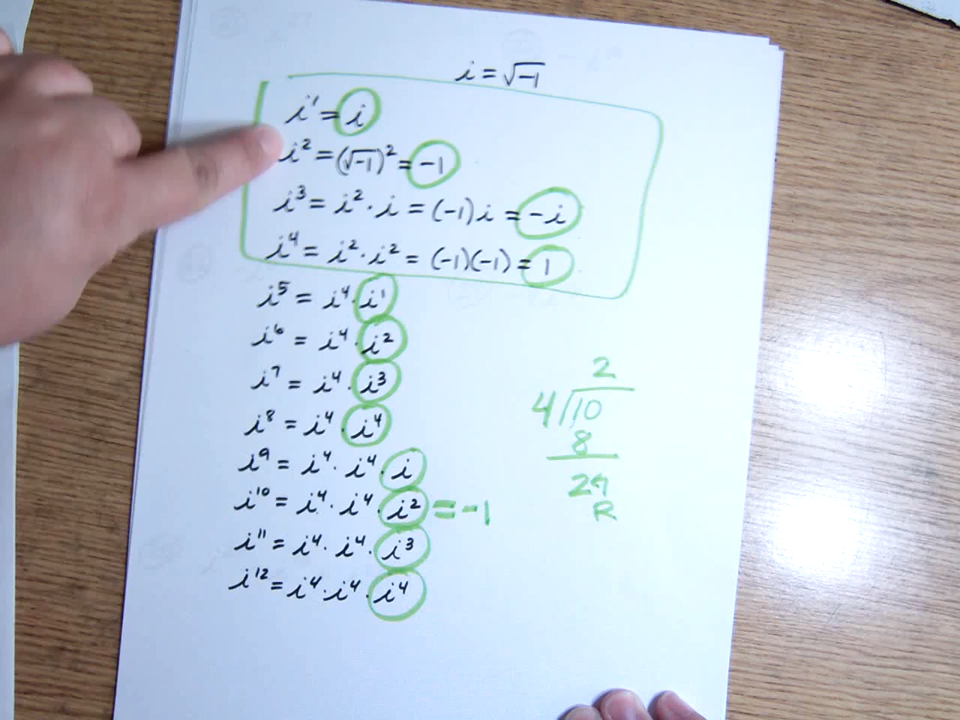 i = √-1
i¹ = i
i² = (√-1)² = -1
i³ = i² · i = (-1)i = -i
i⁴ = i² · i² = (-1)(-1) = 1
i⁵ = i⁴ · i¹
i⁶ = i⁴ · i²
i⁷ = i⁴ · i³
i⁸ = i⁴ · i⁴
i⁹ = i⁴ · i⁴ · i
i¹⁰ = i⁴ · i⁴ · i² = -1
i¹¹ = i⁴ · i⁴ · i³
i¹² = i⁴ · i⁴ · i⁴
2
4)10
8
2
R